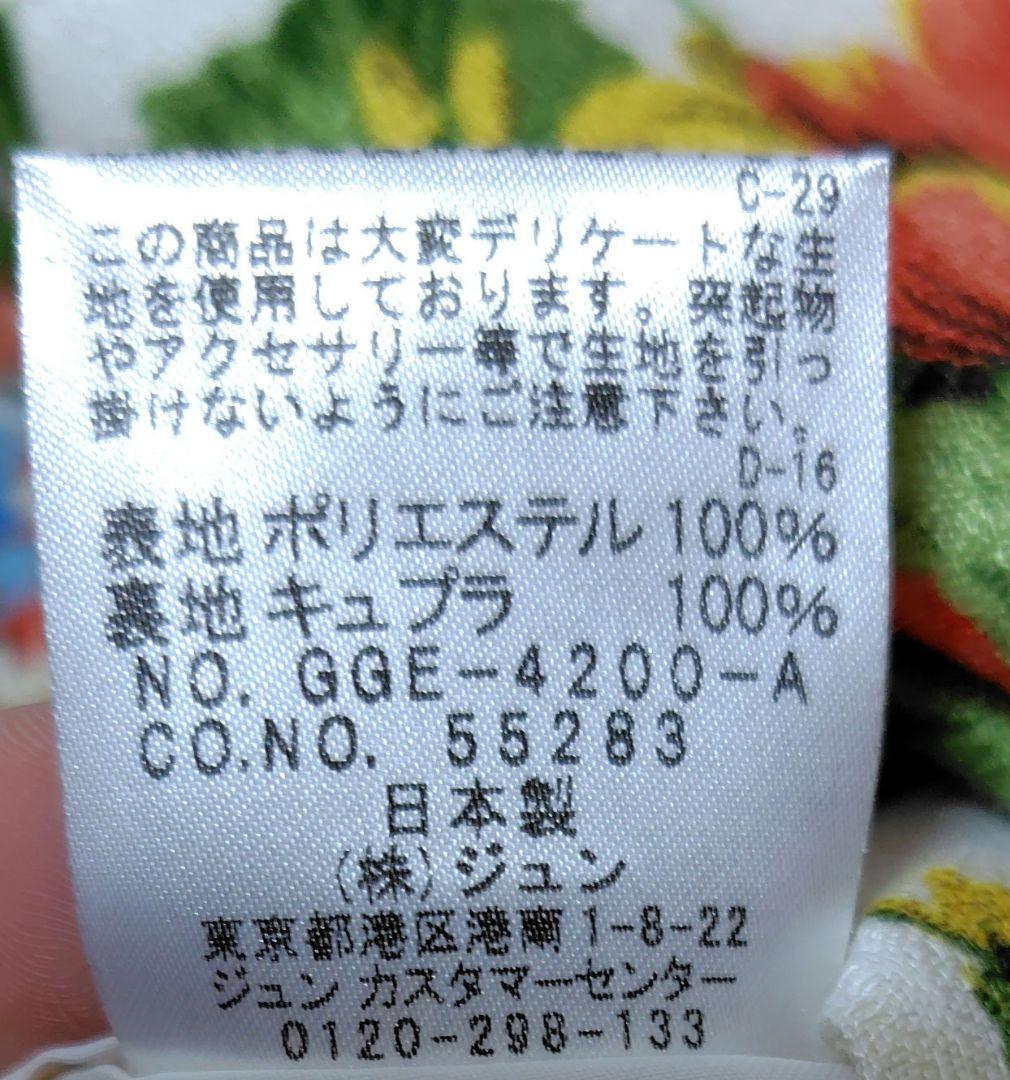 C-29
この商品は大変デリケートな生
地を使用しております。突起物
やアクセサリー等で生地を引っ
掛けないようにご注意下さい。
D-16
表地 ポリエステル 100%
裏地 キュプラ 100%
NO. GGE-4200-A
CO.NO. 55283
日本製
(株)ジュン
東京都港区港南1-8-22
ジュン カスタマーセンター
0120-298-133